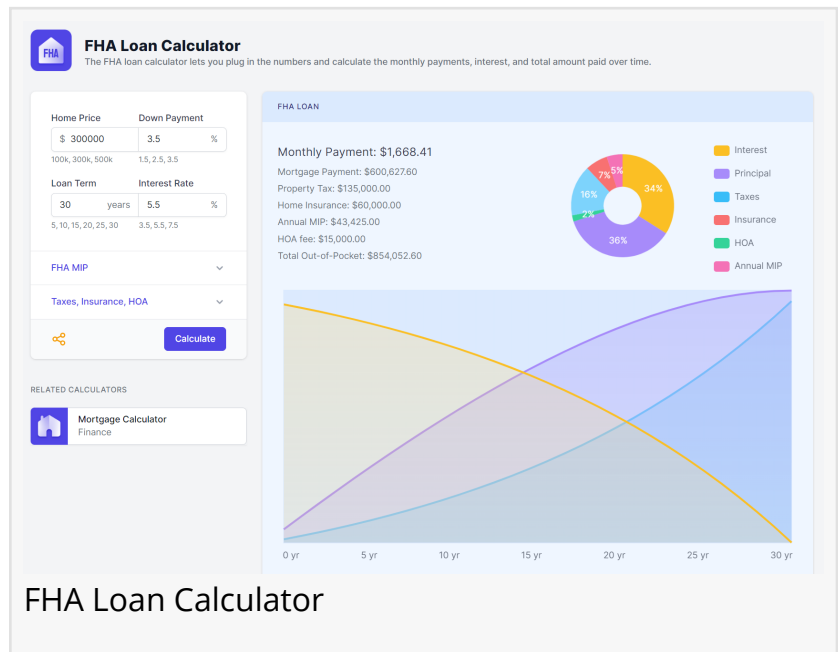 FHA
FHA Loan Calculator
The FHA loan calculator lets you plug in the numbers and calculate the monthly payments, interest, and total amount paid over time.
Home Price
Down Payment
$ 300000
3.5 %
100k, 300k, 500k
1.5, 2.5, 3.5
Loan Term
Interest Rate
30 years
5.5 %
5, 10, 15, 20, 25, 30
3.5, 5.5, 7.5
FHA MIP
Taxes, Insurance, HOA
Calculate
RELATED CALCULATORS
Mortgage Calculator
Finance
FHA LOAN
Monthly Payment: $1,668.41
Mortgage Payment: $600,627.60
Property Tax: $135,000.00
Home Insurance: $60,000.00
Annual MIP: $43,425.00
HOA fee: $15,000.00
Total Out-of-Pocket: $854,052.60
34%
36%
2%
16%
7%
5%
Interest
Principal
Taxes
Insurance
HOA
Annual MIP
0 yr 5 yr 10 yr 15 yr 20 yr 25 yr 30 yr
FHA Loan Calculator